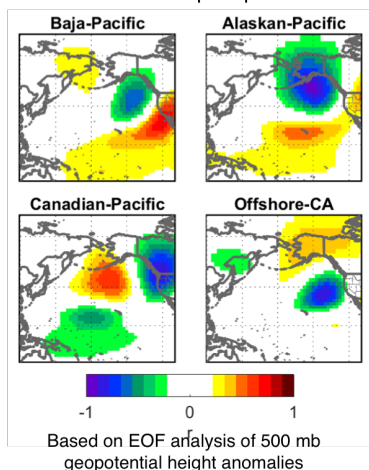 Baja-Pacific
Alaskan-Pacific
Canadian-Pacific
Offshore-CA
-1
0
1
r
Based on EOF analysis of 500 mb
geopotential height anomalies